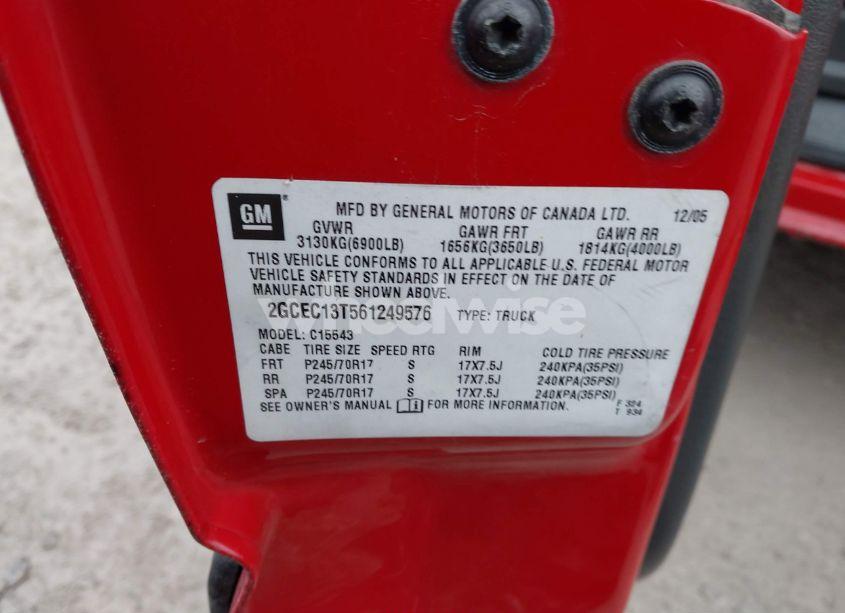 GM
MFD BY GENERAL MOTORS OF CANADA LTD. 12/05
GVWR GAWR FRT GAWR RR
3130KG(6900LB) 1656KG(3650LB) 1814KG(4000LB)
THIS VEHICLE CONFORMS TO ALL APPLICABLE U.S. FEDERAL MOTOR
VEHICLE SAFETY STANDARDS IN EFFECT ON THE DATE OF
MANUFACTURE SHOWN ABOVE.
2GCEC13T561249576 TYPE: TRUCK
wheelwise
MODEL: C15543
CABE TIRE SIZE SPEED RTG RIM COLD TIRE PRESSURE
FRT P245/70R17 S 17X7.5J 240KPA(35PSI)
RR P245/70R17 S 17X7.5J 240KPA(35PSI)
SPA P245/70R17 S 17X7.5J 240KPA(35PSI)
SEE OWNER'S MANUAL FOR MORE INFORMATION.
F 324
T 934